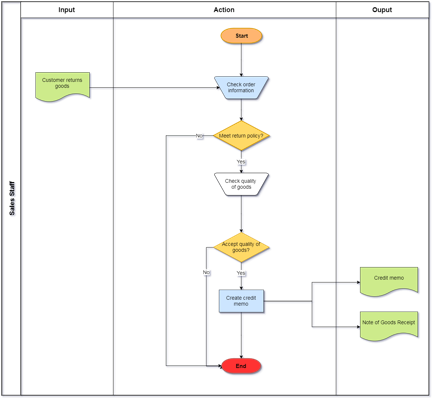 Input
Action
Ouput
Sales Staff
Start
Customer returns
goods
Check order
information
Meet return policy?
No
Yes
Check quality
of goods
Accept quality of
goods?
No
Yes
Create credit
memo
Credit memo
Note of Goods Receipt
End